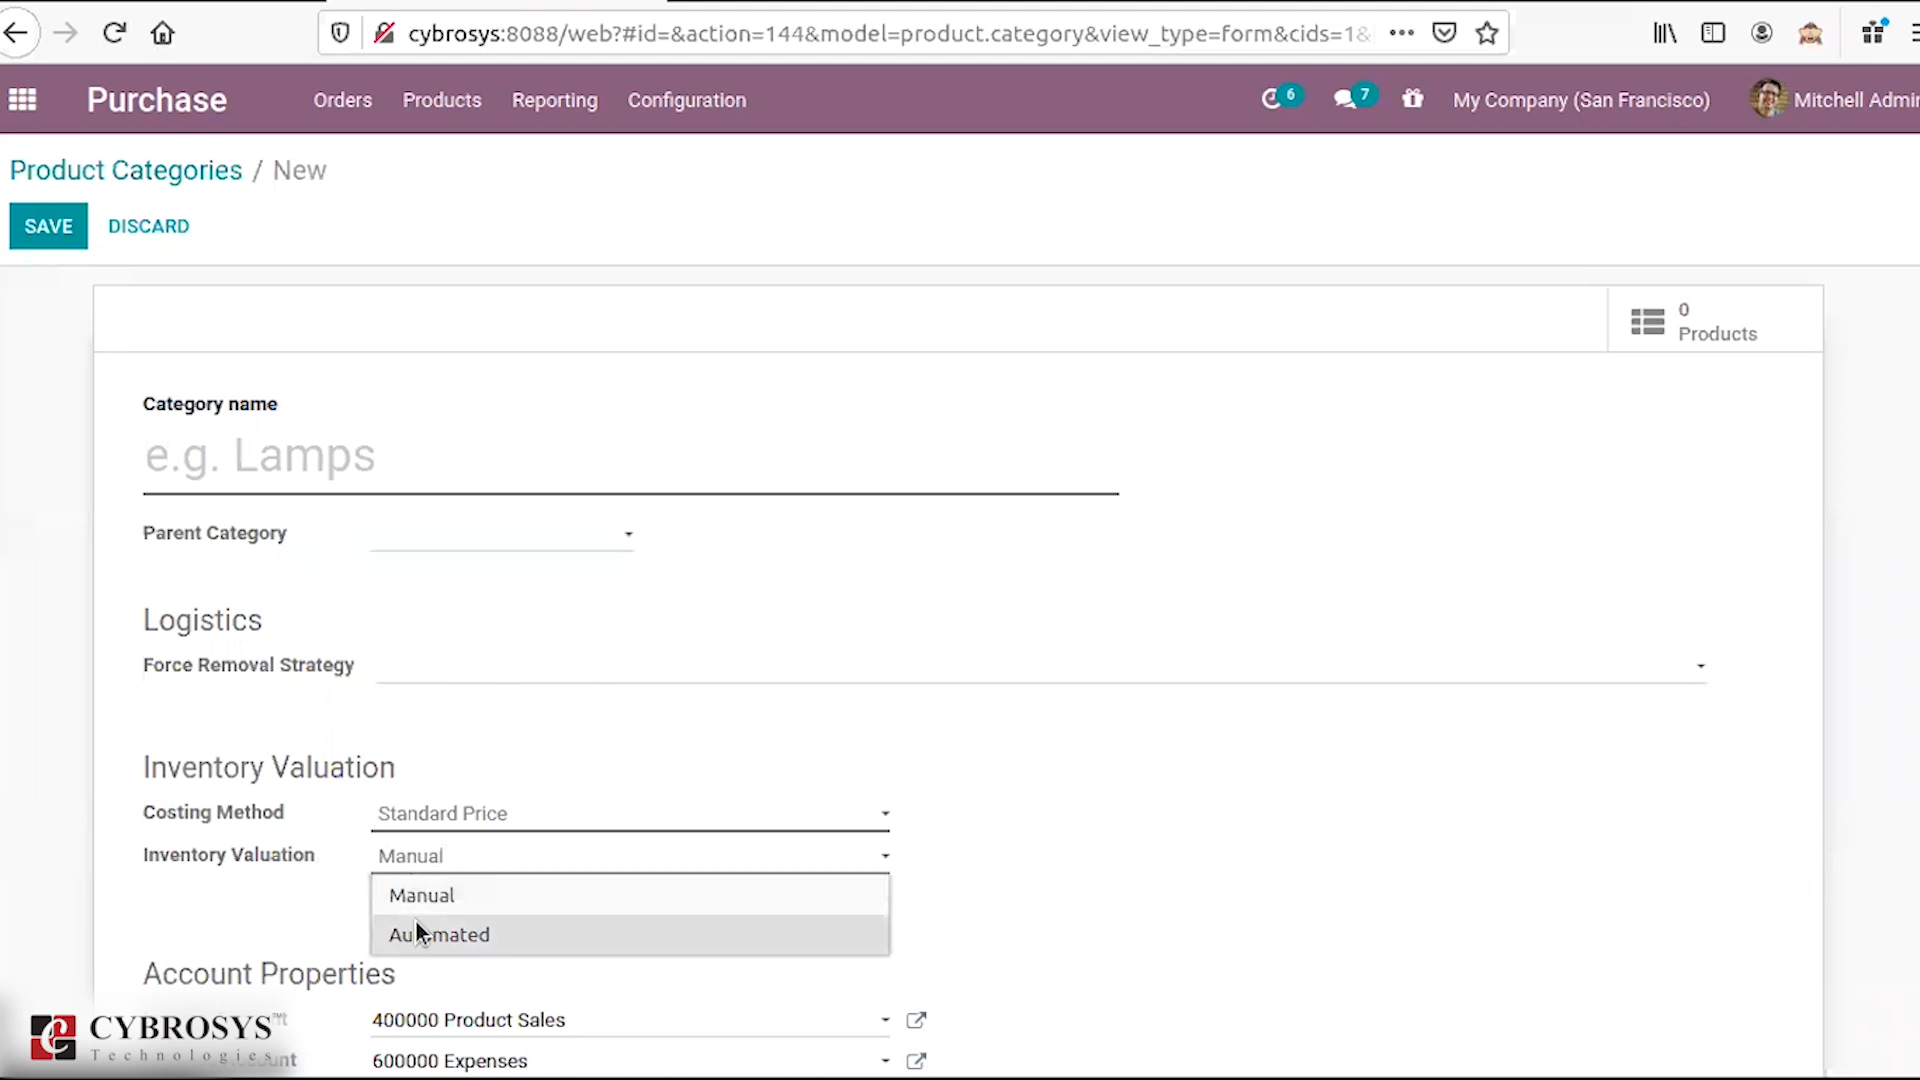 cybrosys:8088/web?#id=&action=144&model=product.category&view_type=form&cids=1&
Purchase Orders Products Reporting Configuration 6 7 My Company (San Francisco) Mitchell Admin
Product Categories / New
SAVE DISCARD
0
Products
Category name
e.g. Lamps
Parent Category
Logistics
Force Removal Strategy
Inventory Valuation
Costing Method Standard Price
Inventory Valuation Manual
Manual
Automated
Account Properties
400000 Product Sales
600000 Expenses
CYBROSYS™
Technologies